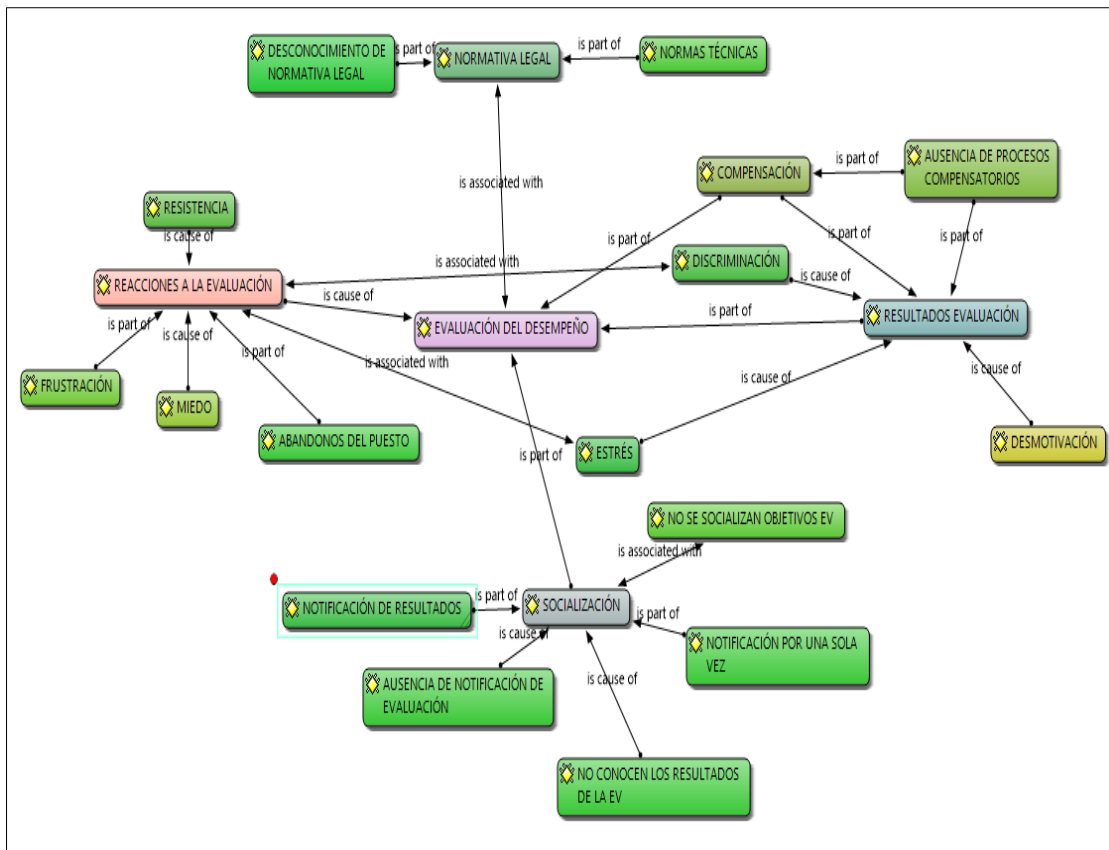 DESCONOCIMIENTO DE
NORMATIVA LEGAL
is part of
NORMATIVA LEGAL
is part of
NORMAS TÉCNICAS
is associated with
COMPENSACIÓN
is part of
AUSENCIA DE PROCESOS
COMPENSATORIOS
RESISTENCIA
is cause of
is part of
is part of
is part of
is associated with
DISCRIMINACIÓN
is cause of
REACCIONES A LA EVALUACIÓN
is cause of
EVALUACIÓN DEL DESEMPEÑO
is part of
RESULTADOS EVALUACIÓN
is part of
is cause of
is part of
is associated with
is cause of
is cause of
FRUSTRACIÓN
MIEDO
ABANDONOS DEL PUESTO
is part of
ESTRÉS
DESMOTIVACIÓN
NO SE SOCIALIZAN OBJETIVOS EV
is associated with
NOTIFICACIÓN DE RESULTADOS
is part of
SOCIALIZACIÓN
is part of
is cause of
NOTIFICACIÓN POR UNA SOLA
VEZ
AUSENCIA DE NOTIFICACIÓN DE
EVALUACIÓN
is cause of
NO CONOCEN LOS RESULTADOS
DE LA EV